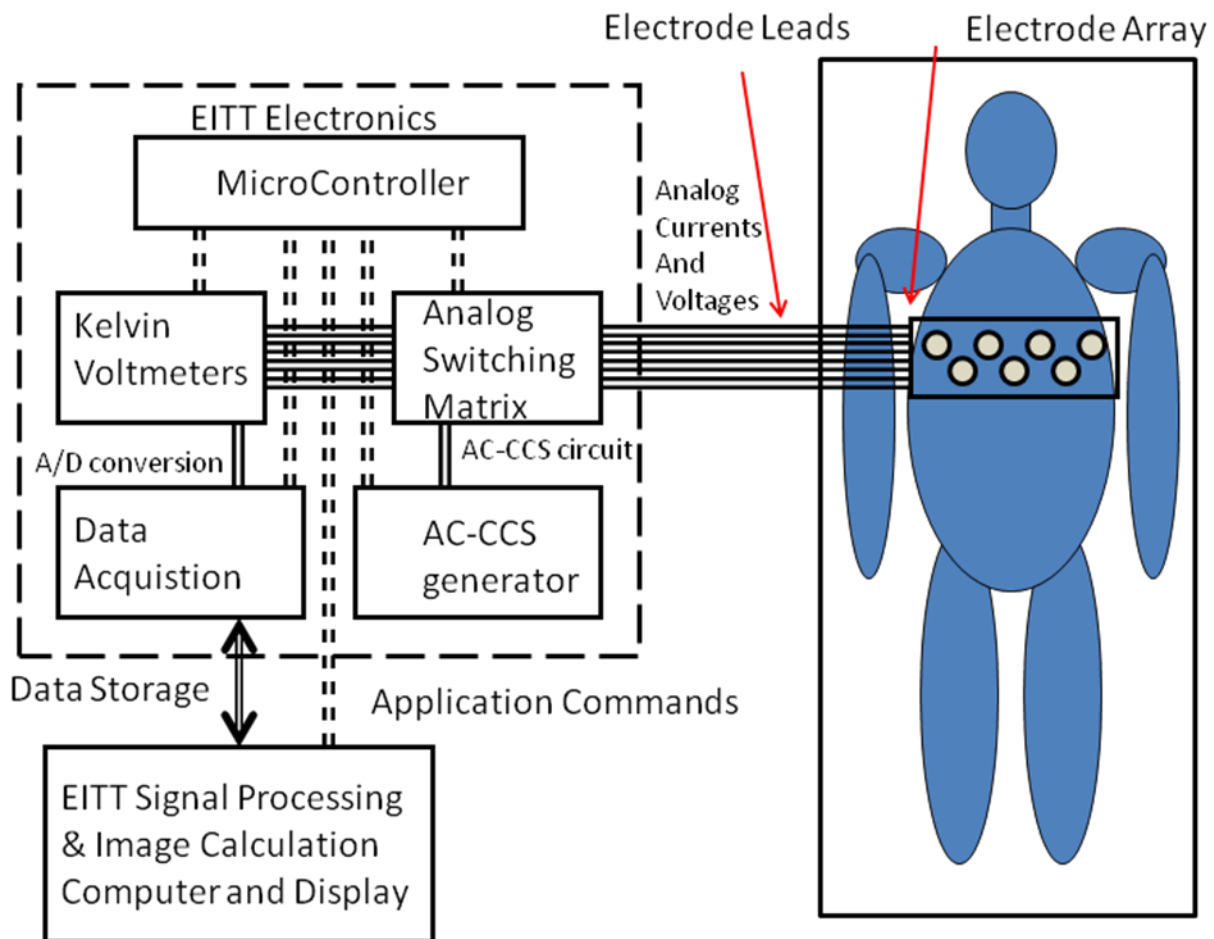 Electrode Leads
Electrode Array
EITT Electronics
MicroController
Analog
Currents
And
Voltages
Kelvin
Voltmeters
Analog
Switching
Matrix
A/D conversion
AC-CCS circuit
Data
Acquistion
AC-CCS
generator
Data Storage
Application Commands
EITT Signal Processing
& Image Calculation
Computer and Display